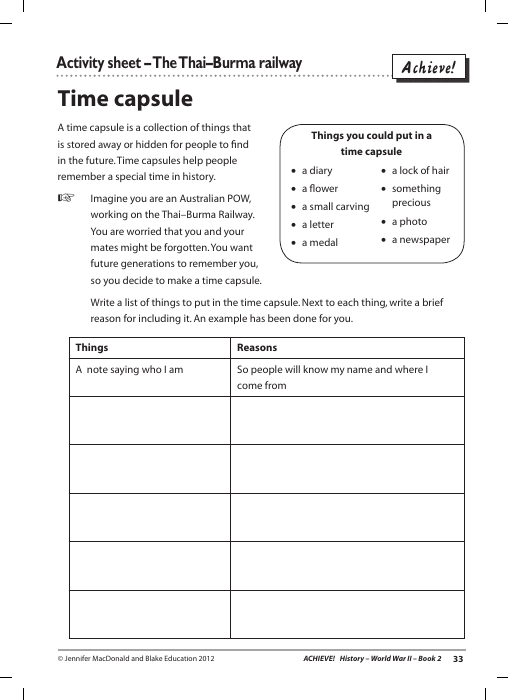 Activity sheet – The Thai–Burma railway
Achieve!
Time capsule
A time capsule is a collection of things that
is stored away or hidden for people to find
in the future. Time capsules help people
remember a special time in history.
Imagine you are an Australian POW,
working on the Thai–Burma Railway.
You are worried that you and your
mates might be forgotten. You want
future generations to remember you,
so you decide to make a time capsule.
Things you could put in a
time capsule
• a diary
• a flower
• a small carving
• a letter
• a medal
• a lock of hair
• something
precious
• a photo
• a newspaper
Write a list of things to put in the time capsule. Next to each thing, write a brief
reason for including it. An example has been done for you.
Things
Reasons
A note saying who I am
So people will know my name and where I
come from
© Jennifer MacDonald and Blake Education 2012
ACHIEVE! History – World War II – Book 2 33